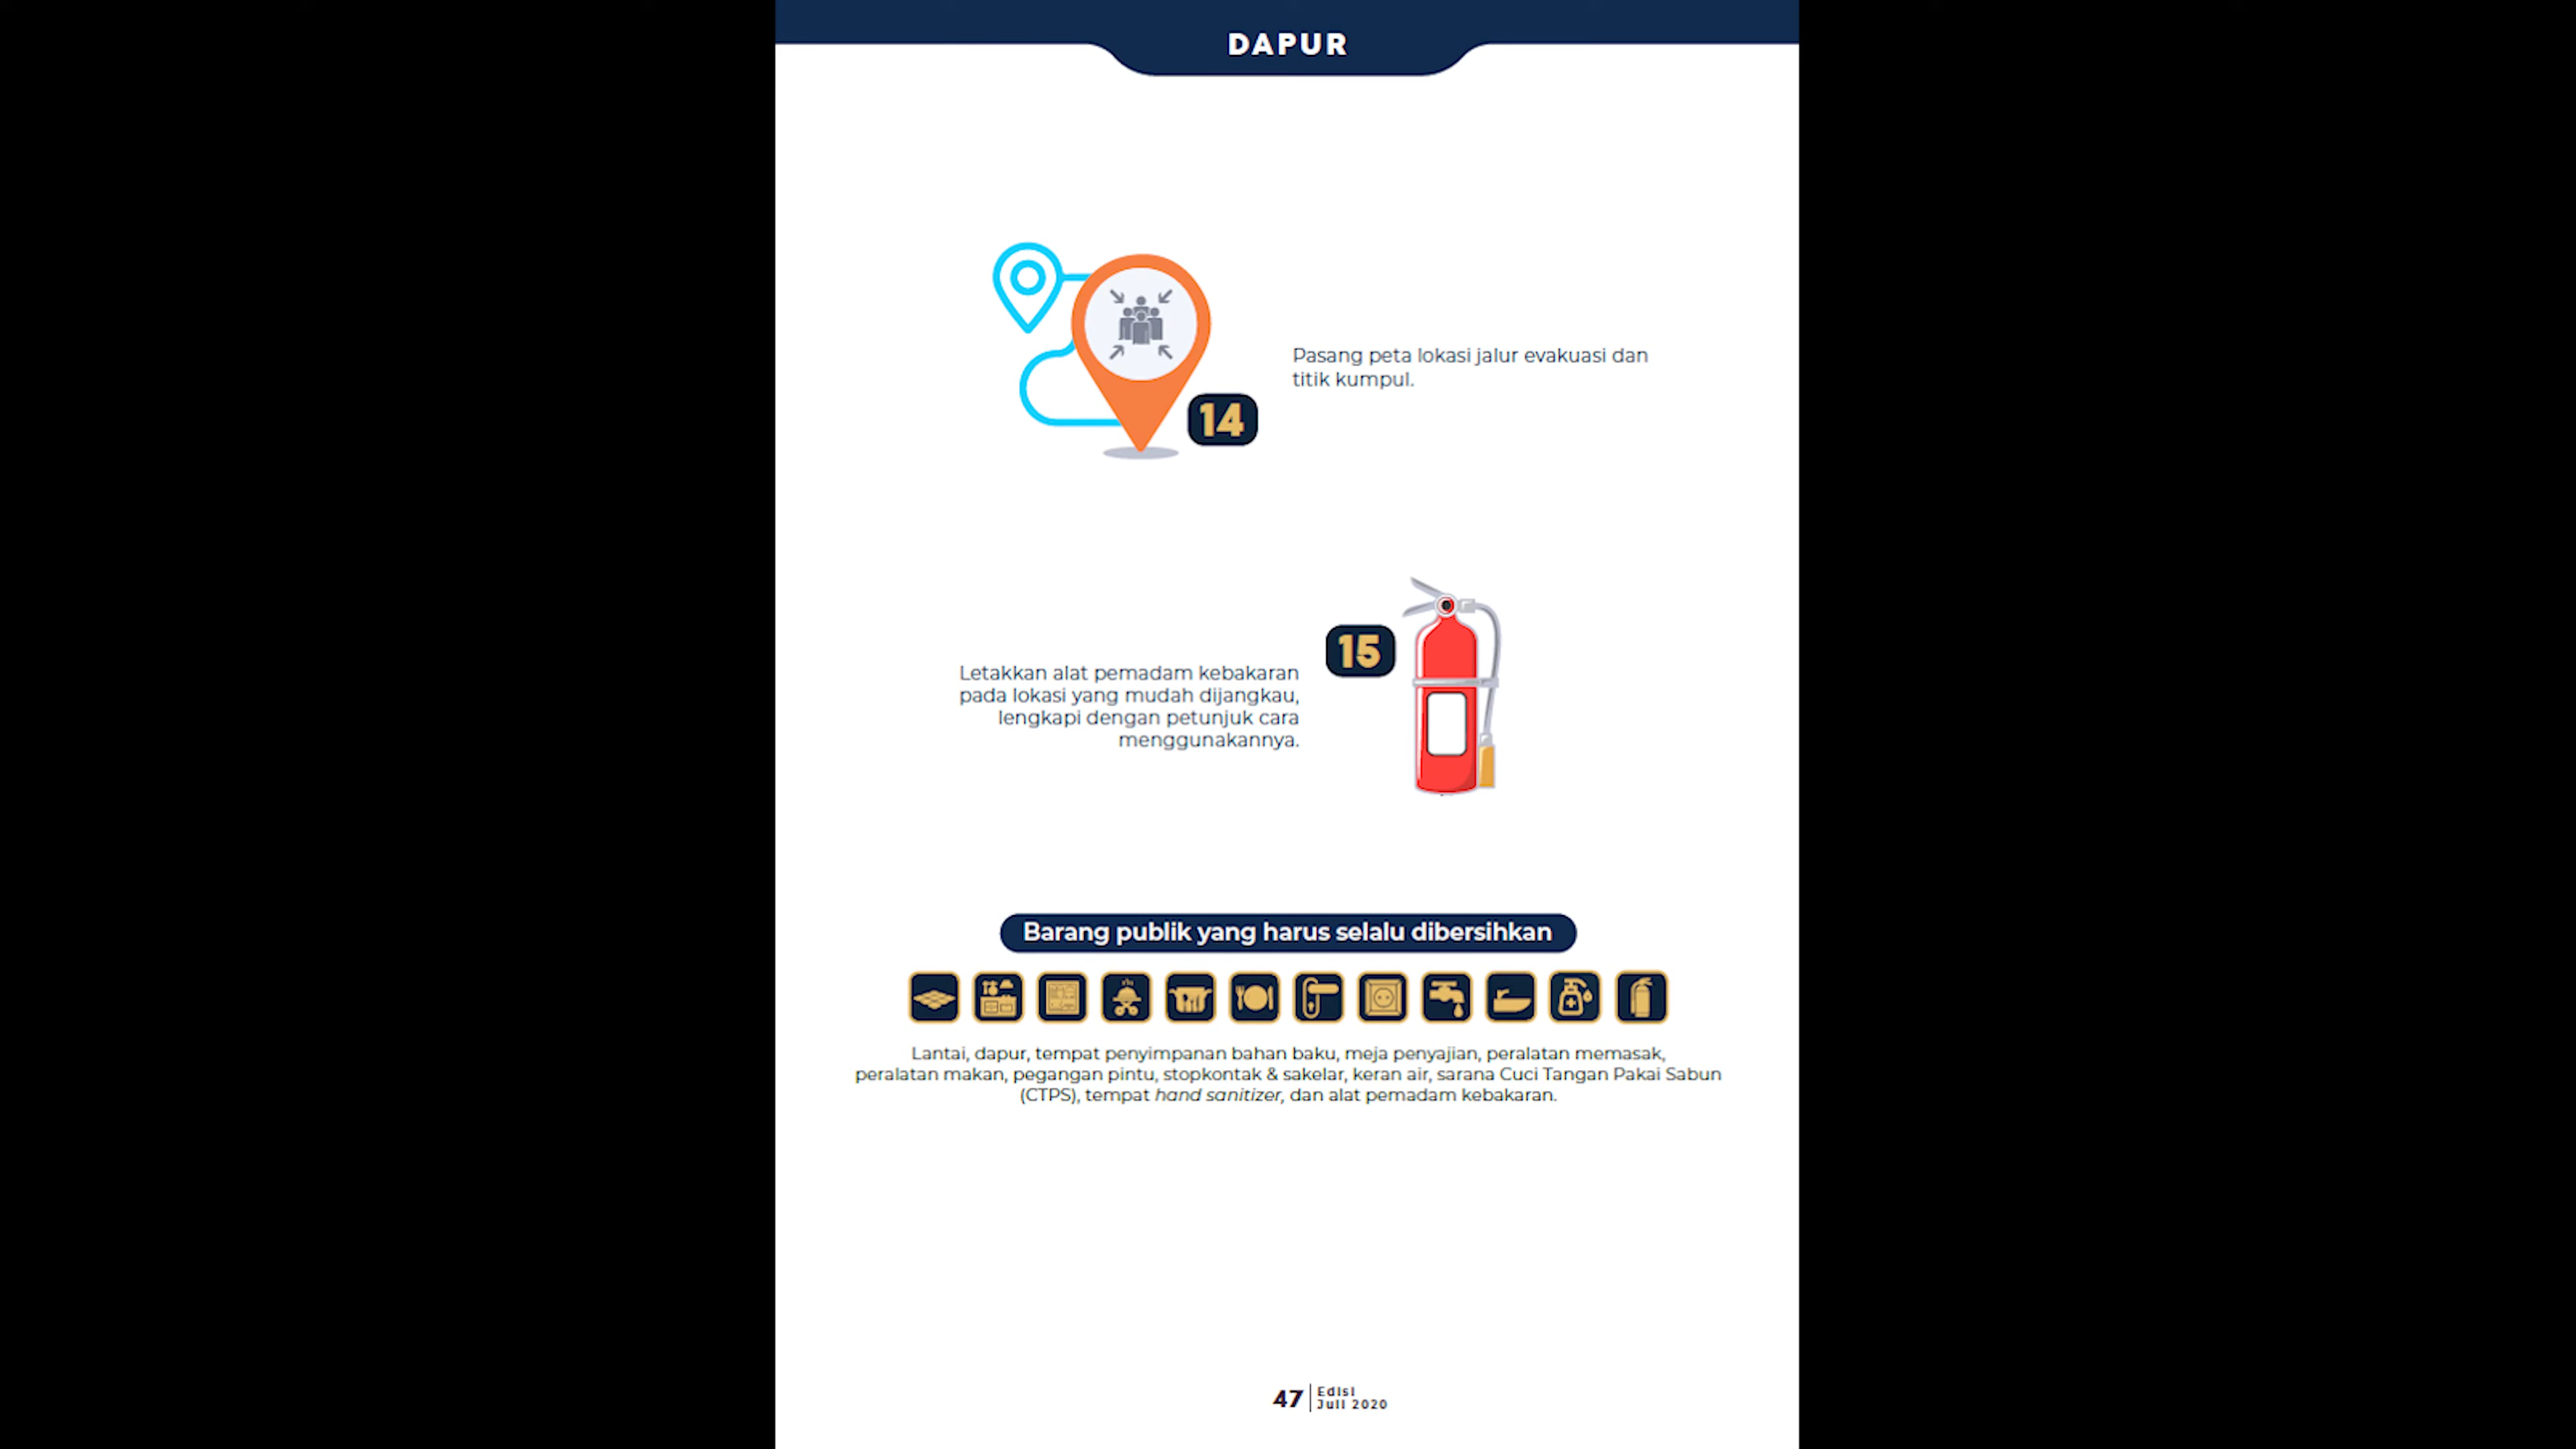 DAPUR
Pasang peta lokasi jalur evakuasi dan
titik kumpul.
14
15
Letakkan alat pemadam kebakaran
pada lokasi yang mudah dijangkau,
lengkapi dengan petunjuk cara
menggunakannya.
Barang publik yang harus selalu dibersihkan
Lantai, dapur, tempat penyimpanan bahan baku, meja penyajian, peralatan memasak,
peralatan makan, pegangan pintu, stopkontak & sakelar, keran air, sarana Cuci Tangan Pakai Sabun
(CTPS), tempat hand sanitizer, dan alat pemadam kebakaran.
47
Edisi
Juli 2020